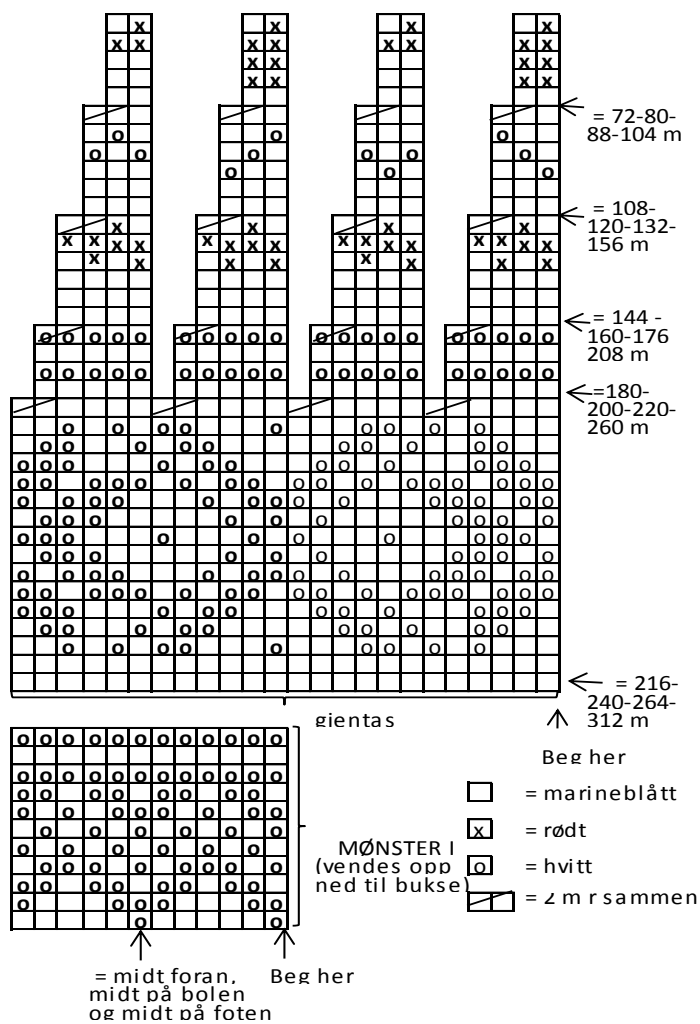 = 72-80-
88-104 m
= 108-
120-132-
156 m
= 144 -
160-176
208 m
=180-
200-220-
260 m
= 216-
240-264-
312 m
gjentas
Beg her
= marineblått
x = rødt
o = hvitt
= 2 m r sammen
MØNSTER I
(vendes opp
ned til bukse)
= midt foran,
midt på bolen
og midt på foten
Beg her